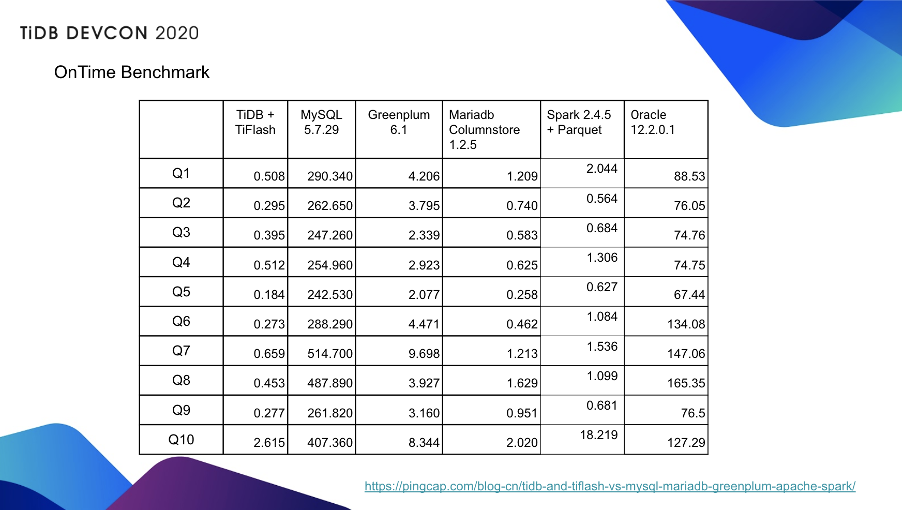 TiDB DEVCON 2020
OnTime Benchmark
TiDB + TiFlash MySQL 5.7.29 Greenplum 6.1 Mariadb Columnstore 1.2.5 Spark 2.4.5 + Parquet Oracle 12.2.0.1
Q1 0.508 290.340 4.206 1.209 2.044 88.53
Q2 0.295 262.650 3.795 0.740 0.564 76.05
Q3 0.395 247.260 2.339 0.583 0.684 74.76
Q4 0.512 254.960 2.923 0.625 1.306 74.75
Q5 0.184 242.530 2.077 0.258 0.627 67.44
Q6 0.273 288.290 4.471 0.462 1.084 134.08
Q7 0.659 514.700 9.698 1.213 1.536 147.06
Q8 0.453 487.890 3.927 1.629 1.099 165.35
Q9 0.277 261.820 3.160 0.951 0.681 76.5
Q10 2.615 407.360 8.344 2.020 18.219 127.29
https://pingcap.com/blog-cn/tidb-and-tiflash-vs-mysql-mariadb-greenplum-apache-spark/